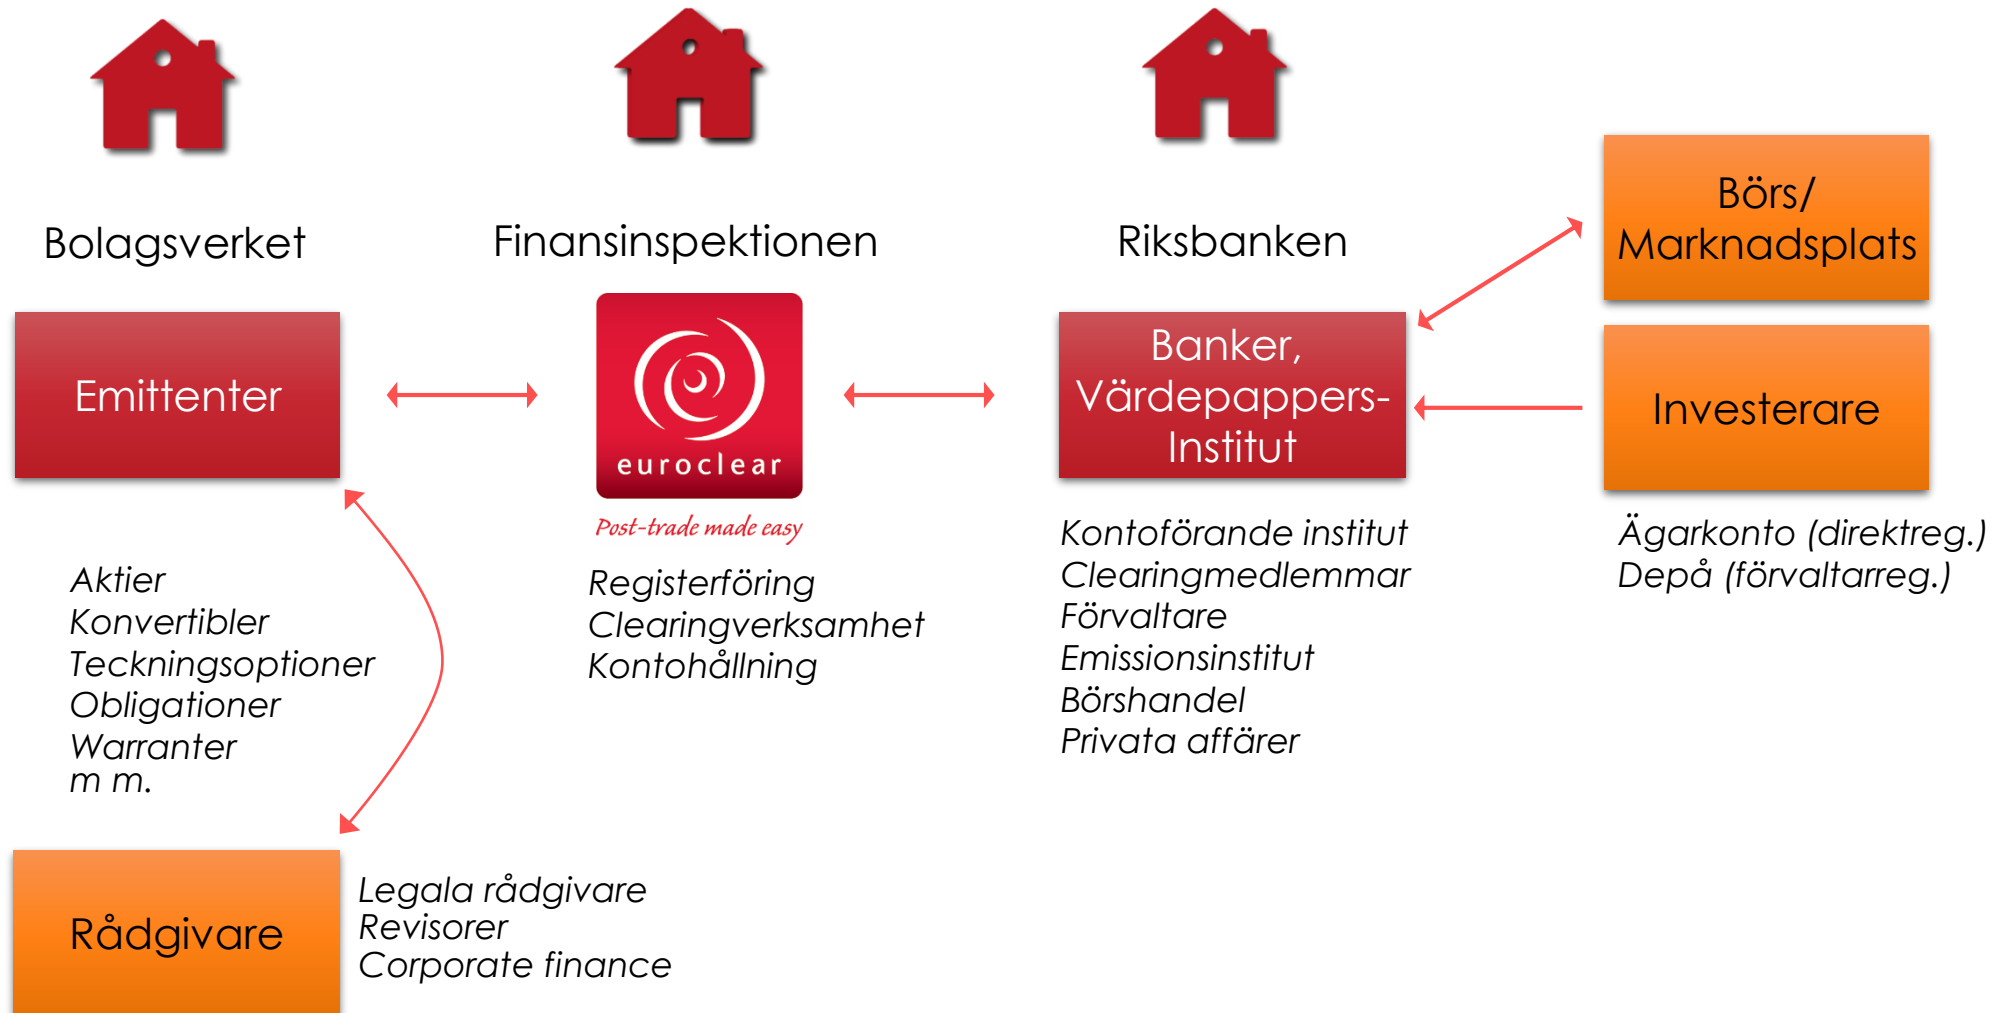 Bolagsverket
Finansinspektionen
Riksbanken
Börs/
Marknadsplats
Emittenter
euroclear
Post-trade made easy
Banker,
Värdepappers-
Institut
Investerare
Aktier
Konvertibler
Teckningsoptioner
Obligationer
Warranter
m m.
Registerföring
Clearingverksamhet
Kontohållning
Kontoförande institut
Clearingmedlemmar
Förvaltare
Emissionsinstitut
Börshandel
Privata affärer
Ägarkonto (direktreg.)
Depå (förvaltarreg.)
Rådgivare
Legala rådgivare
Revisorer
Corporate finance